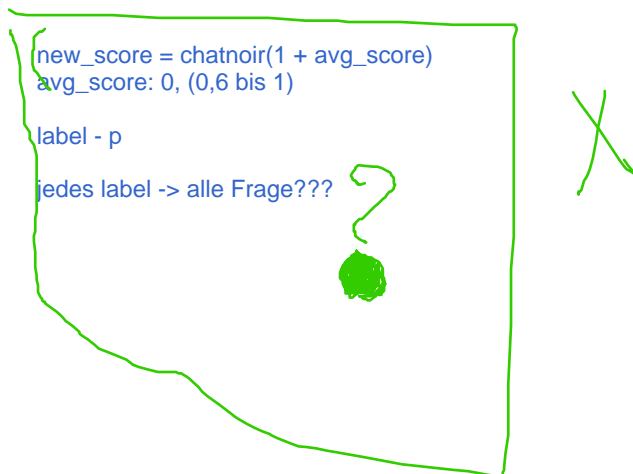 new_score = chatnoir(1 + avg_score)
avg_score: 0, (0,6 bis 1)
label - p
jedes label -> alle Frage???
?
X